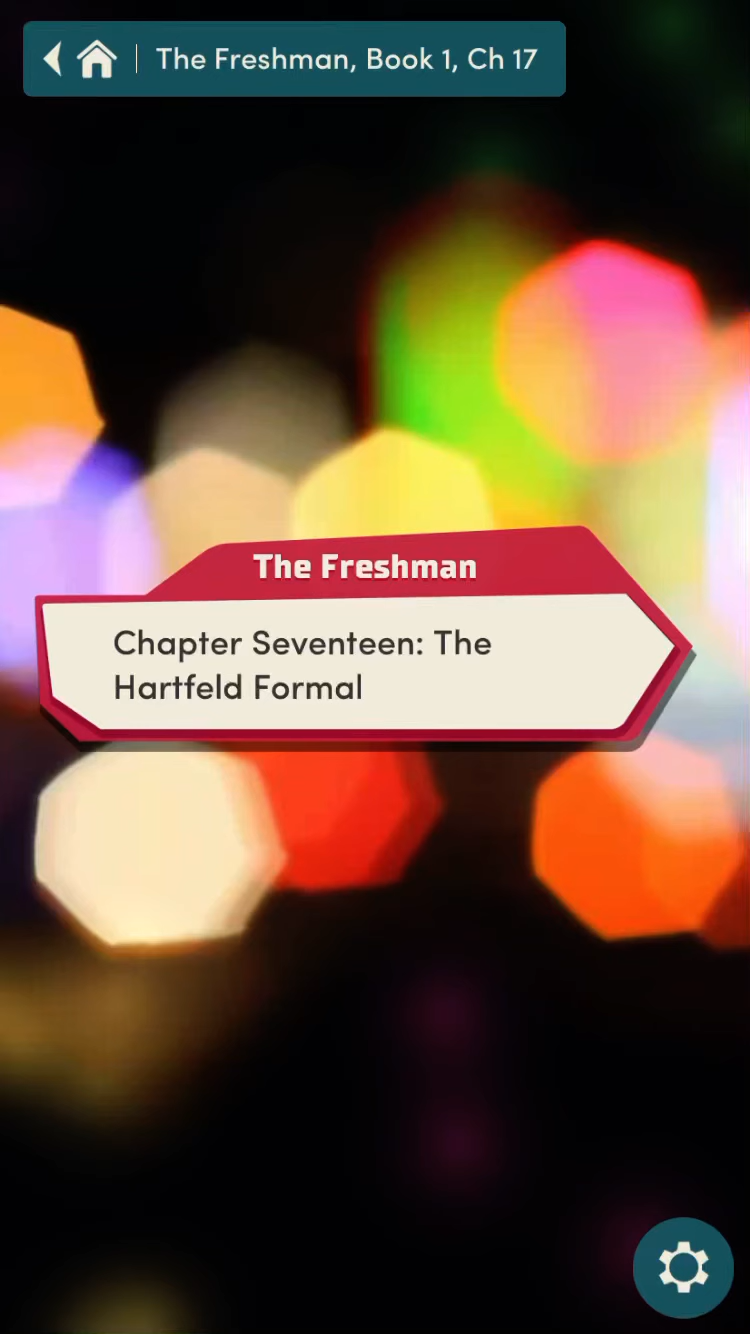 The Freshman, Book 1, Ch 17
The Freshman
Chapter Seventeen: The
Hartfeld Formal